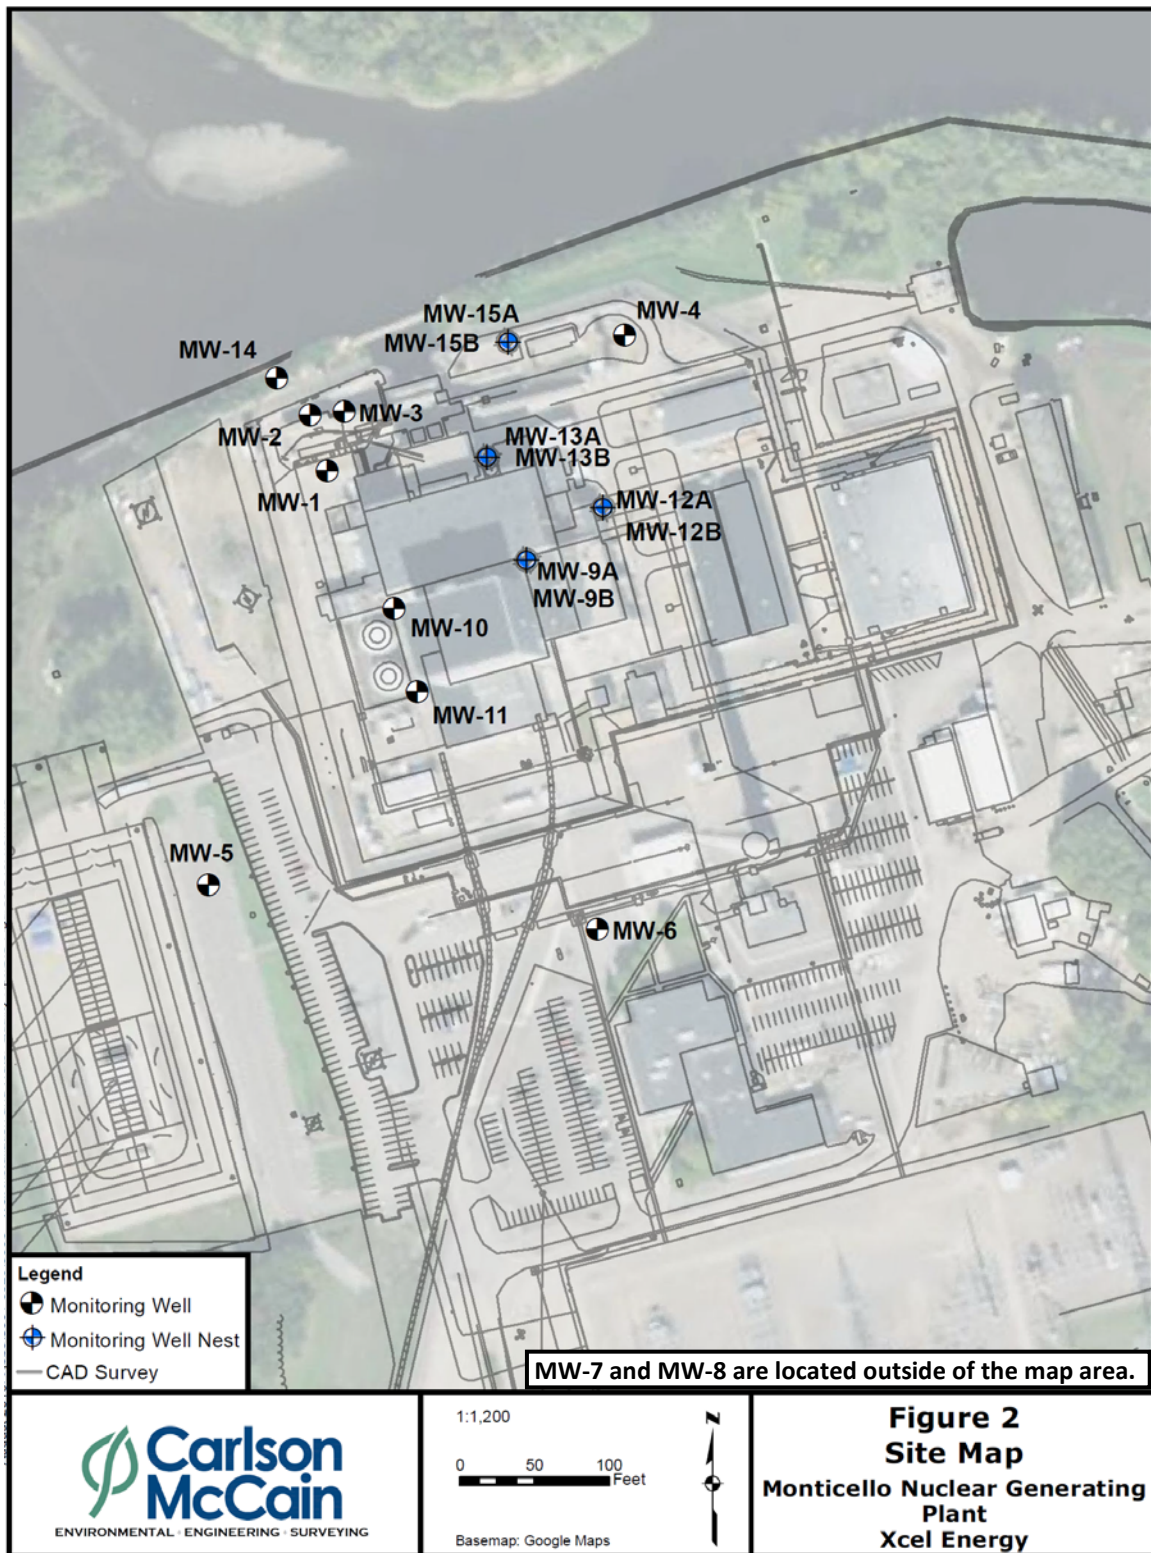 MW-15A
MW-4
MW-15B
MW-14
MW-3
MW-2
MW-13A
MW-13B
MW-1
MW-12A
MW-12B
MW-9A
MW-9B
MW-10
MW-11
MW-5
MW-6
Legend
Monitoring Well
Monitoring Well Nest
CAD Survey
MW-7 and MW-8 are located outside of the map area.
Carlson
McCain
ENVIRONMENTAL · ENGINEERING · SURVEYING
1:1,200
0 50 100
Feet
Basemap: Google Maps
N
Figure 2
Site Map
Monticello Nuclear Generating
Plant
Xcel Energy